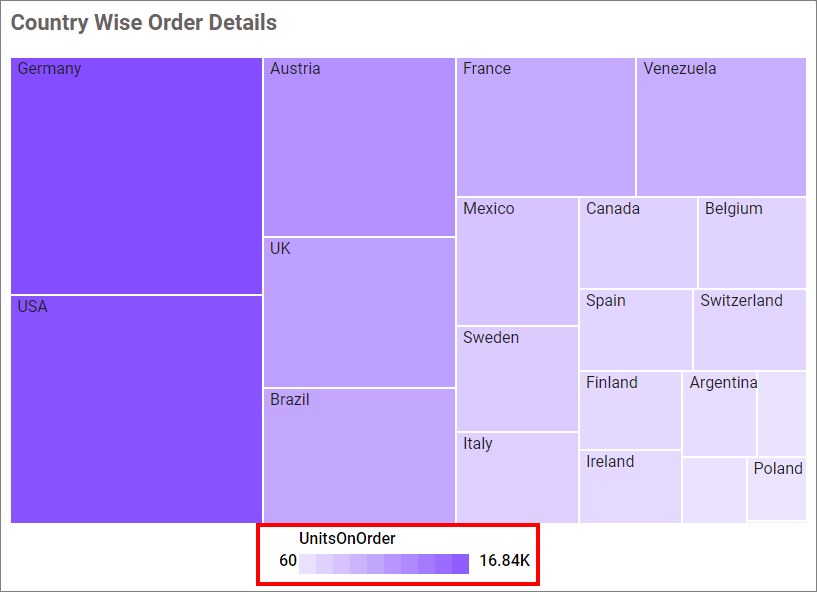 Country Wise Order Details
Germany
Austria
France
Venezuela
Mexico
Canada
Belgium
UK
USA
Spain
Switzerland
Sweden
Finland
Argentina
Brazil
Italy
Ireland
Poland
UnitsOnOrder
60 16.84K